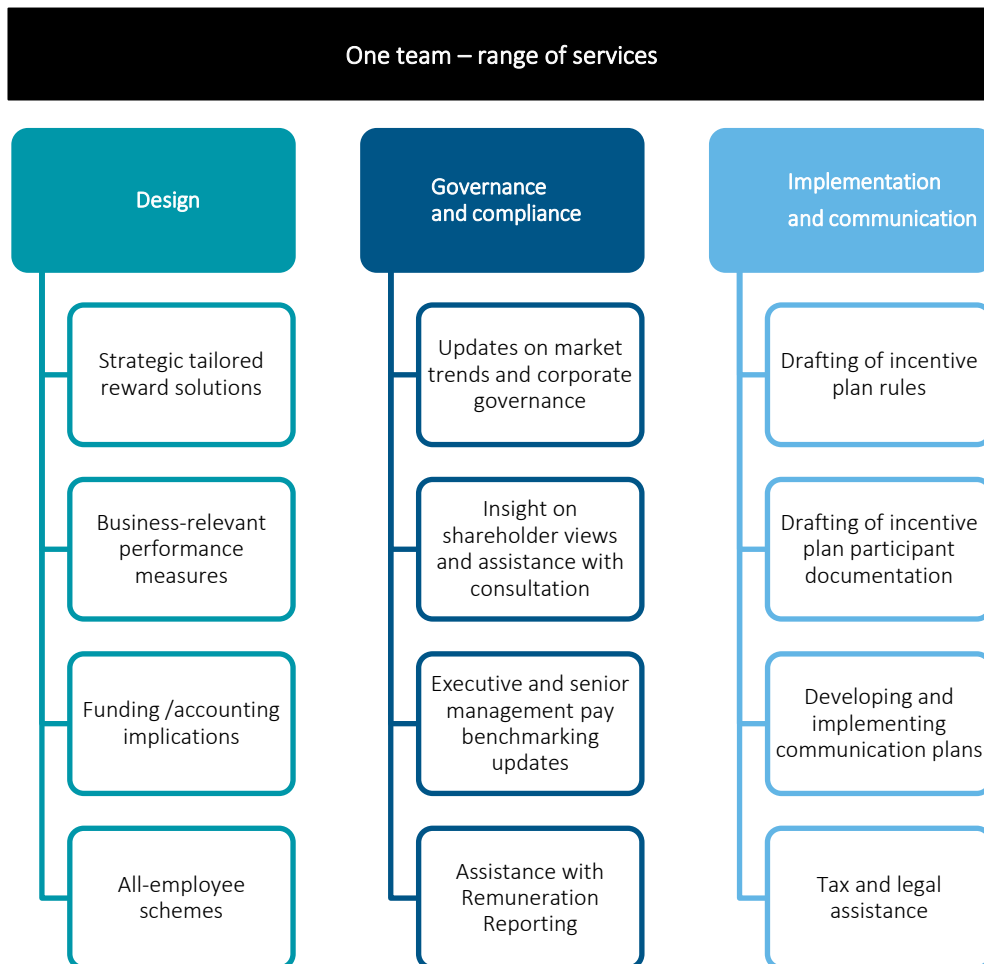 One team – range of services
Design
Strategic tailored
reward solutions
Business-relevant
performance
measures
Funding /accounting
implications
All-employee
schemes
Governance
and compliance
Updates on market
trends and corporate
governance
Insight on
shareholder views
and assistance with
consultation
Executive and senior
management pay
benchmarking
updates
Assistance with
Remuneration
Reporting
Implementation
and communication
Drafting of incentive
plan rules
Drafting of incentive
plan participant
documentation
Developing and
implementing
communication plans
Tax and legal
assistance